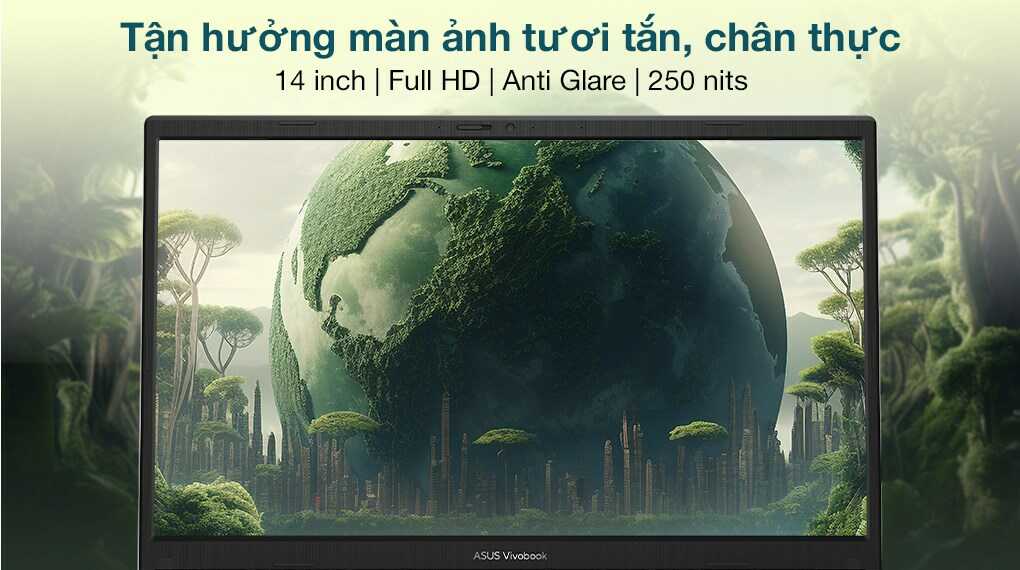 Tận hưởng màn ảnh tươi tắn, chân thực
14 inch | Full HD | Anti Glare | 250 nits
ASUS Vivobook